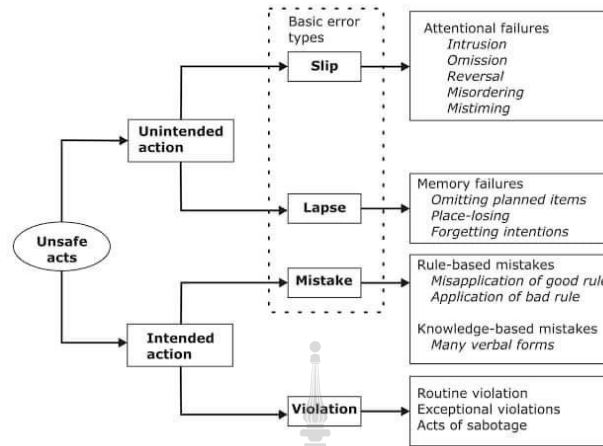 Basic error
types
Attentional failures
Intrusion
Omission
Reversal
Misordering
Mistiming
Slip
Unintended
action
Memory failures
Omitting planned items
Place-losing
Forgetting intentions
Lapse
Unsafe
acts
Rule-based mistakes
Misapplication of good rule
Application of bad rule
Mistake
Knowledge-based mistakes
Many verbal forms
Intended
action
Routine violation
Exceptional violations
Acts of sabotage
Violation